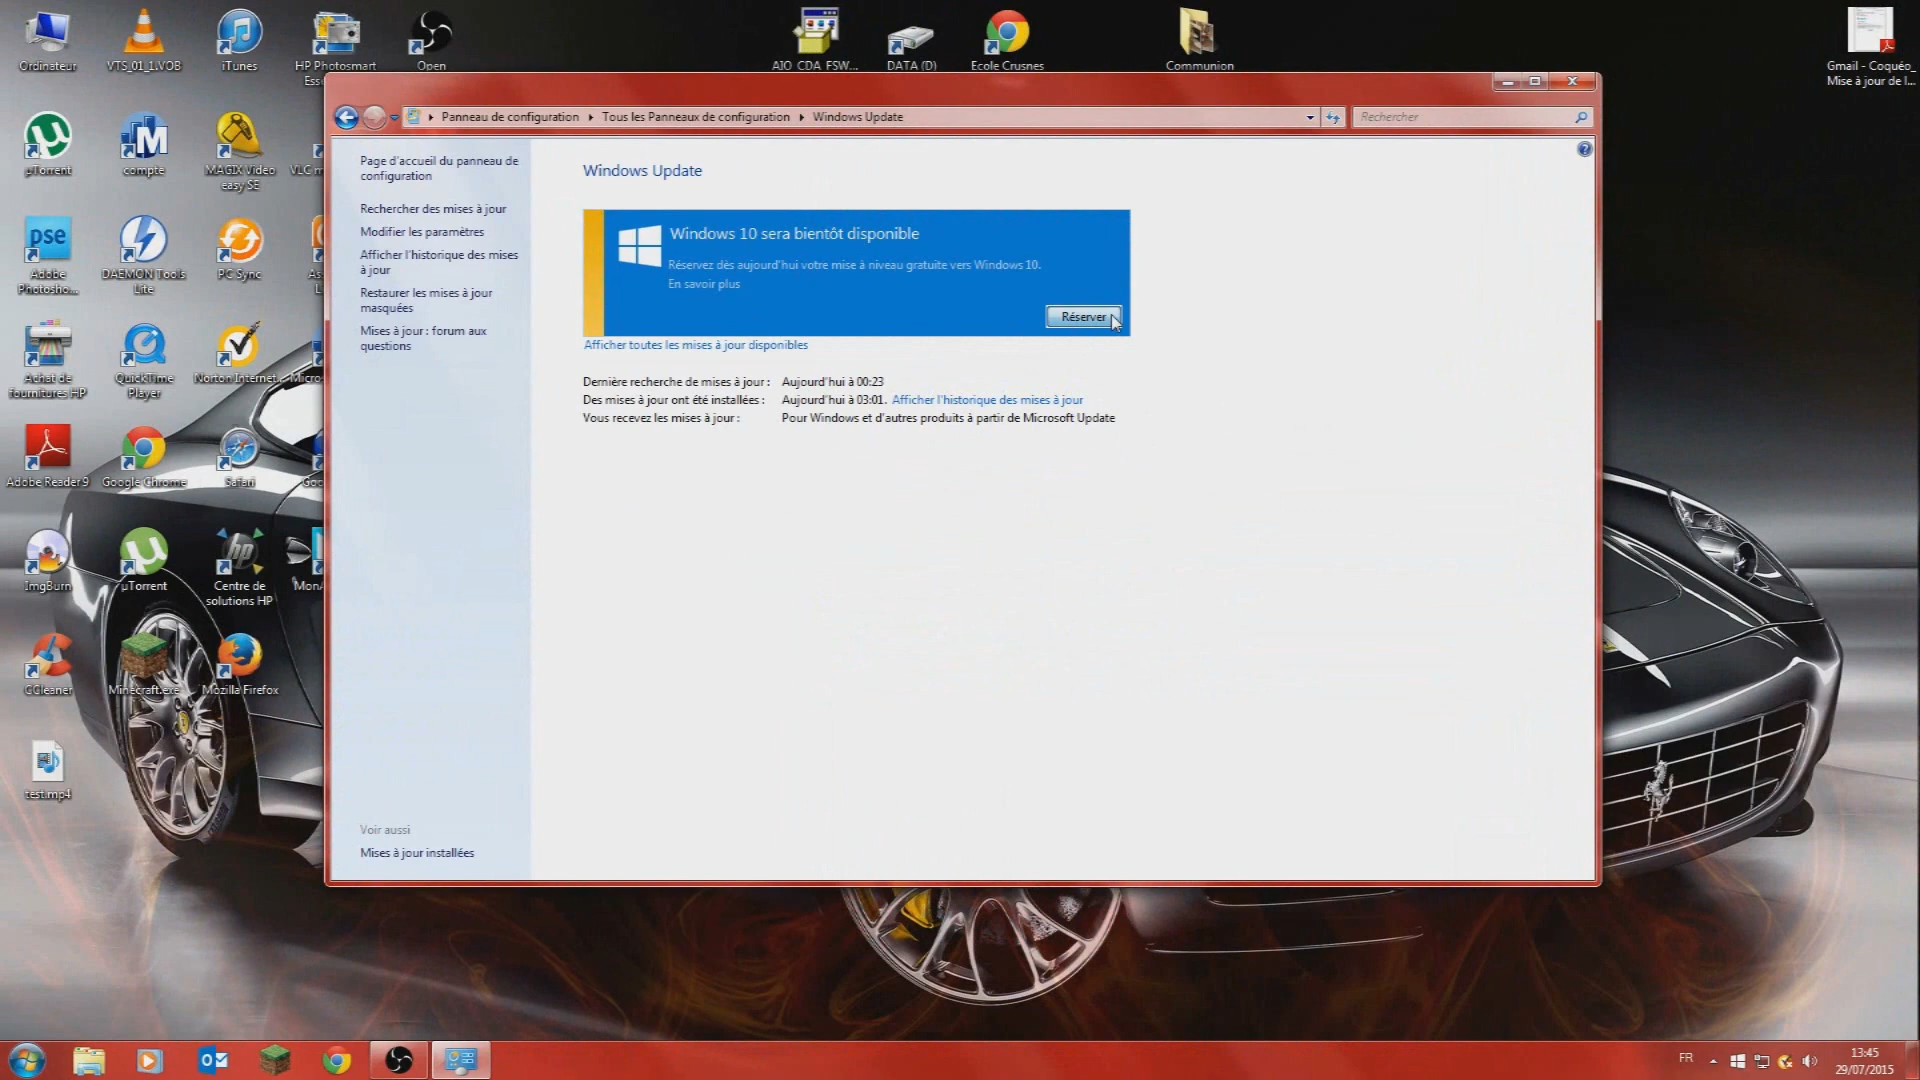 Ordinateur
VTS_01_1.VOB
iTunes
HP Photosmart
Open
AIO_CDA_FSW...
DATA (D)
Ecole Crusnes
Communion
Gmail - Coquéo_
Mise à jour de l...
Panneau de configuration
Tous les Panneaux de configuration
Windows Update
Rechercher
Page d'accueil du panneau de
configuration
Rechercher des mises à jour
Modifier les paramètres
Afficher l'historique des mises
à jour
Restaurer les mises à jour
masquées
Mises à jour : forum aux
questions
Voir aussi
Mises à jour installées
Windows Update
Windows 10 sera bientôt disponible
Réservez dès aujourd'hui votre mise à niveau gratuite vers Windows 10.
En savoir plus
Réserver
Afficher toutes les mises à jour disponibles
Dernière recherche de mises à jour : Aujourd'hui à 00:23
Des mises à jour ont été installées : Aujourd'hui à 03:01. Afficher l'historique des mises à jour
Vous recevez les mises à jour : Pour Windows et d'autres produits à partir de Microsoft Update
µTorrent
compte
MAGIX Video
easy SE
pse
Adobe
Photosho...
DAEMON Tools
Lite
PC Sync
Achat de
fournitures HP
QuickTime
Player
Norton Internet...
Adobe Reader 9
Google Chrome
Safari
ImgBurn
µTorrent
hp
Centre de
solutions HP
CCleaner
Minecraft.exe
Mozilla Firefox
test.mp4
FR
13:45
29/07/2015